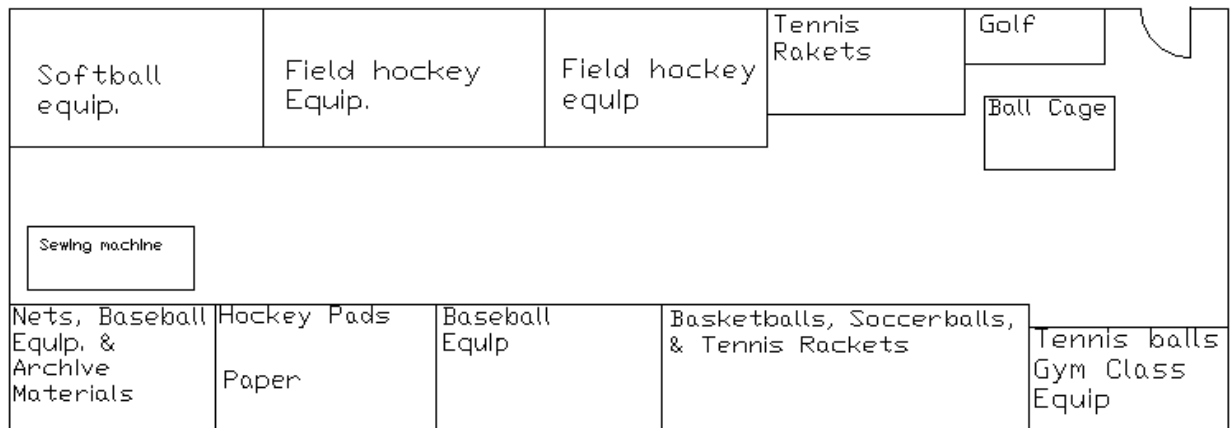 Softball
equip.
Field hockey
Equip.
Field hockey
equip
Tennis
Rakets
Golf
Ball Cage
Sewing machine
Nets, Baseball
Equip. &
Archive
Materials
Hockey Pads
Paper
Baseball
Equip
Basketballs, Soccerballs,
& Tennis Rackets
Tennis balls
Gym Class
Equip